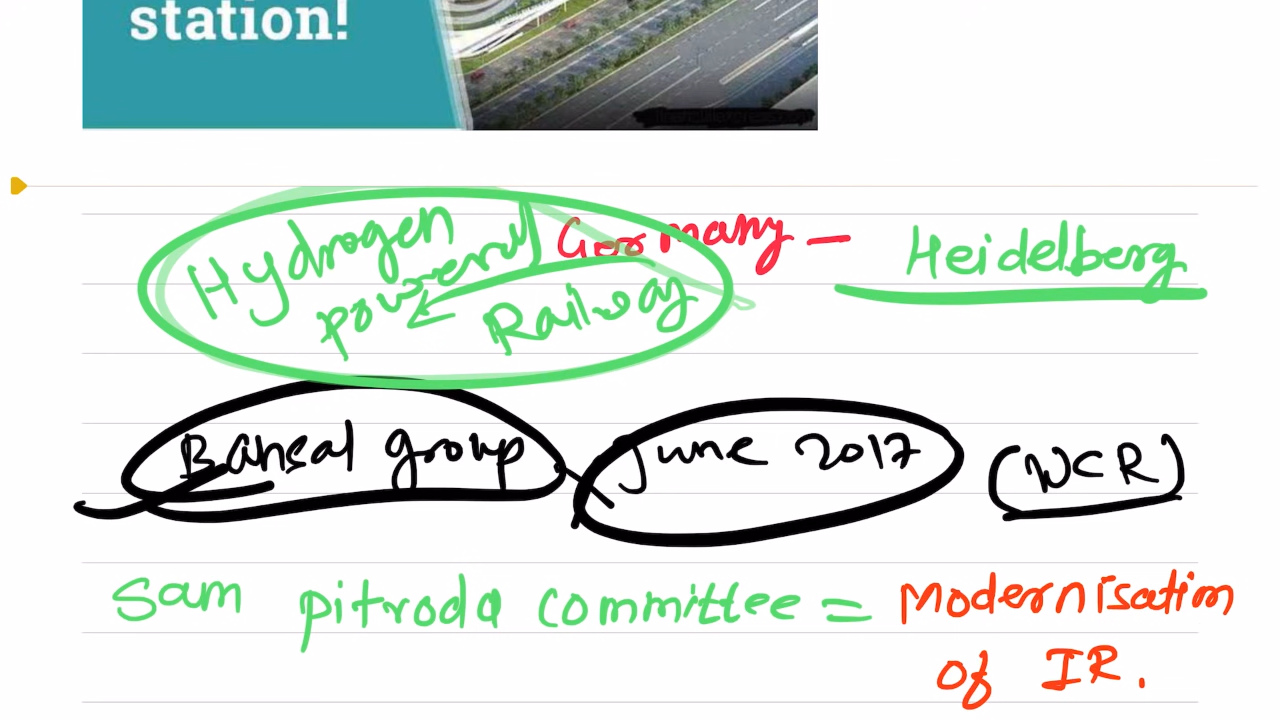 station!
Hydrogen powered Railway
Germany - Heidelberg
Bansal group June 2017 (WCR)
Sam pitroda committee = Modernisation
of IR.